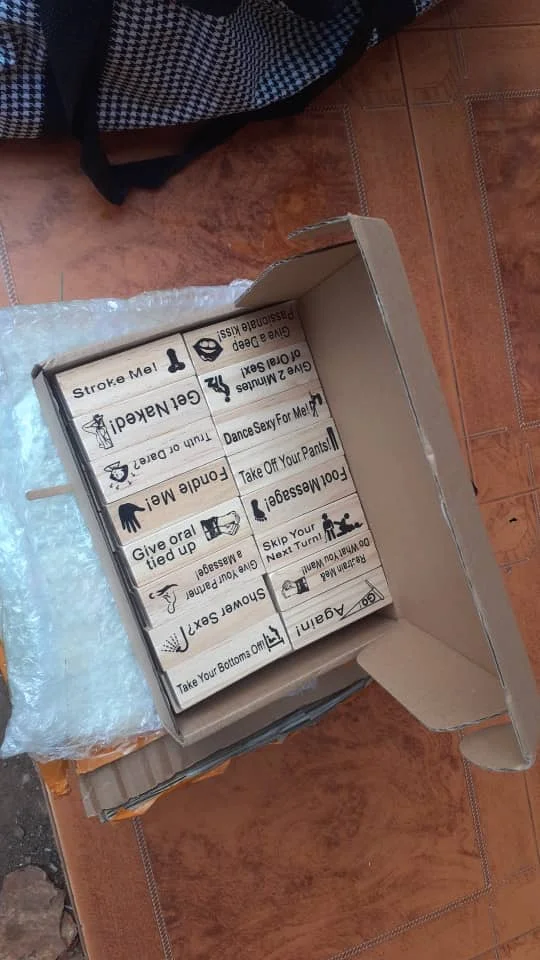 Stroke Me!
Get Naked!
Truth or Dare?
Fondle Me!
Give oral
tied up
Give Your Partner
a Massage!
Shower Sex?
Take Your Bottoms Off!
Give a Deep
Passionate kiss!
Give 2 Minutes
of Oral Sex!
Dance Sexy For Me!
Take Off Your Pants!
Foot Message!
Skip Your
Next Turn!
Restrain Me&
Do What You Want!
Go
Again!